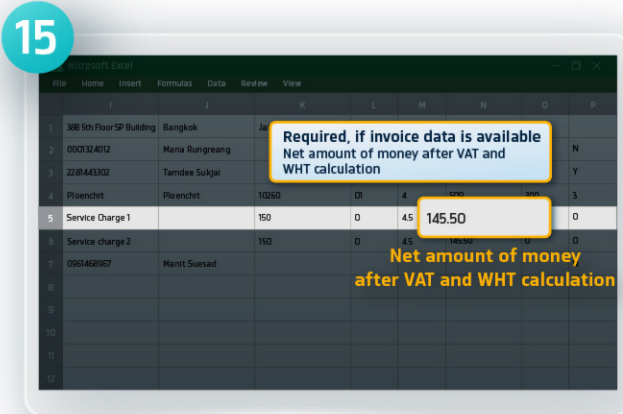 15
Microsoft Excel
File Home Insert Formulas Data Review View
I J K L M N O P
1 388 5th Floor SP Building Bangkok
Required, if invoice data is available
Net amount of money after VAT and
WHT calculation
2 0001324012 Mana Rungreang N
3 2281443302 Tamdee Sukjai Y
4 Ploenchit Ploenchit 10260 01 4 500 300 3
5 Service Charge 1 150 0 4.5 145.50 0
6 Service charge 2 150 0 4.5 145.50 0 0
7 0961468967 Manit Suesad
Net amount of money
after VAT and WHT calculation
8
9
10
11
12